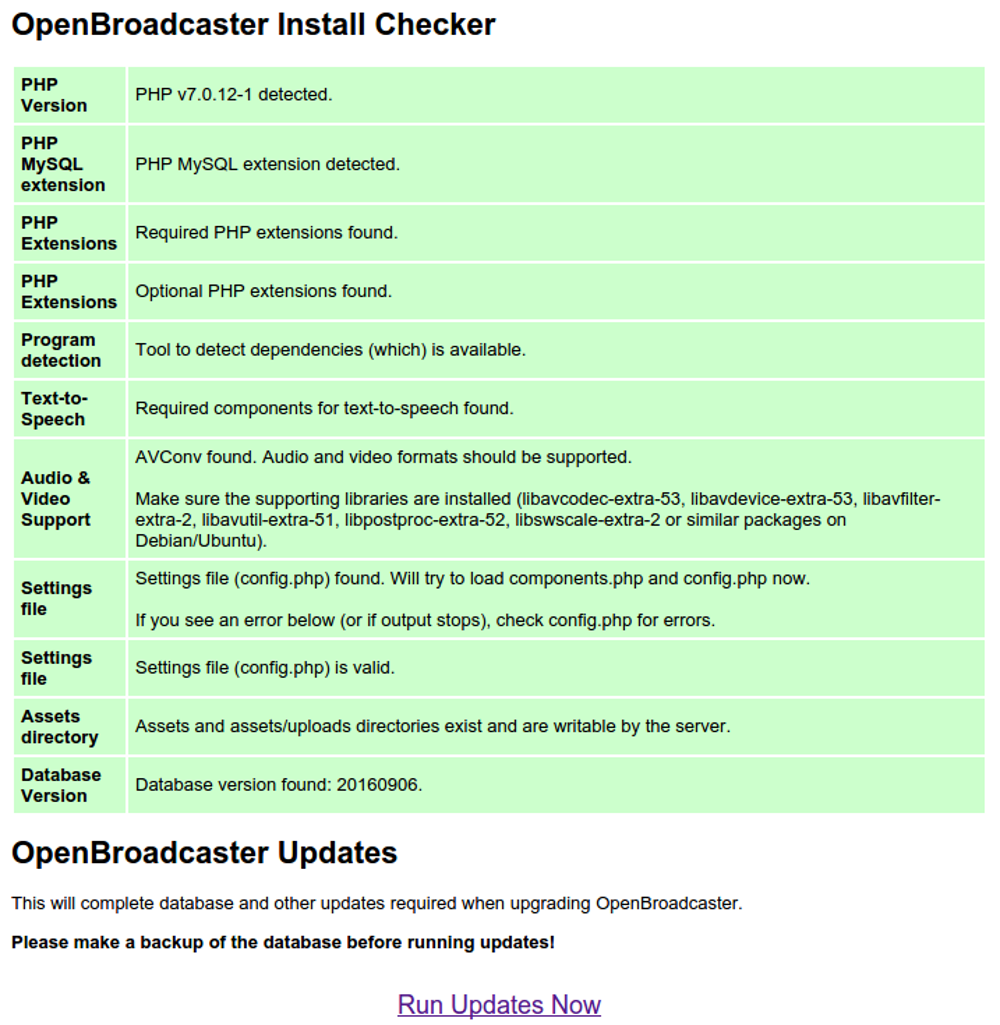 OpenBroadcaster Install Checker
PHP
Version
PHP v7.0.12-1 detected.
PHP
MySQL
extension
PHP MySQL extension detected.
PHP
Extensions
Required PHP extensions found.
PHP
Extensions
Optional PHP extensions found.
Program
detection
Tool to detect dependencies (which) is available.
Text-to-
Speech
Required components for text-to-speech found.
Audio &
Video
Support
AVConv found. Audio and video formats should be supported.
Make sure the supporting libraries are installed (libavcodec-extra-53, libavdevice-extra-53, libavfilter-
extra-2, libavutil-extra-51, libpostproc-extra-52, libswscale-extra-2 or similar packages on
Debian/Ubuntu).
Settings
file
Settings file (config.php) found. Will try to load components.php and config.php now.
If you see an error below (or if output stops), check config.php for errors.
Settings
file
Settings file (config.php) is valid.
Assets
directory
Assets and assets/uploads directories exist and are writable by the server.
Database
Version
Database version found: 20160906.
OpenBroadcaster Updates
This will complete database and other updates required when upgrading OpenBroadcaster.
Please make a backup of the database before running updates!
Run Updates Now